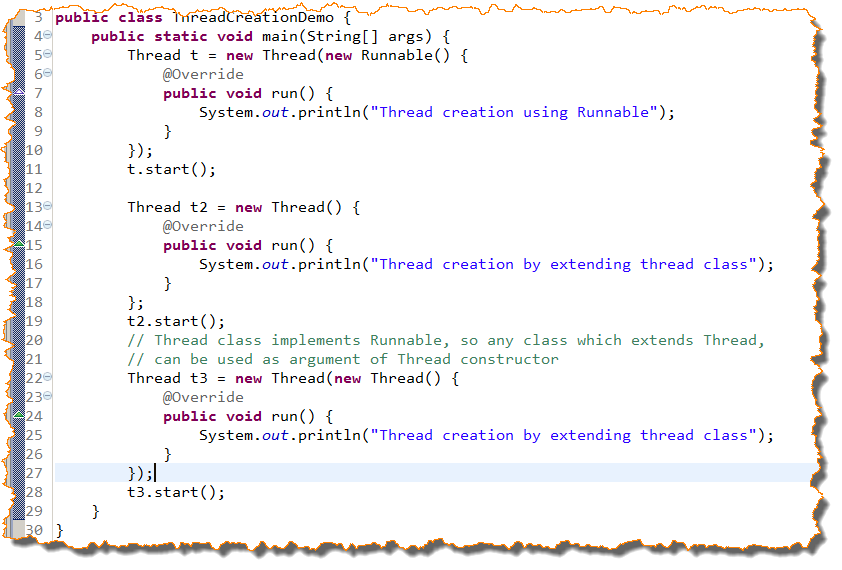 3 public class ThreadCreationDemo {
4 public static void main(String[] args) {
5 Thread t = new Thread(new Runnable() {
6 @Override
7 public void run() {
8 System.out.println("Thread creation using Runnable");
9 }
10 });
11 t.start();
12
13 Thread t2 = new Thread() {
14 @Override
15 public void run() {
16 System.out.println("Thread creation by extending thread class");
17 }
18 };
19 t2.start();
20 // Thread class implements Runnable, so any class which extends Thread,
21 // can be used as argument of Thread constructor
22 Thread t3 = new Thread(new Thread() {
23 @Override
24 public void run() {
25 System.out.println("Thread creation by extending thread class");
26 }
27 });
28 t3.start();
29 }
30 }